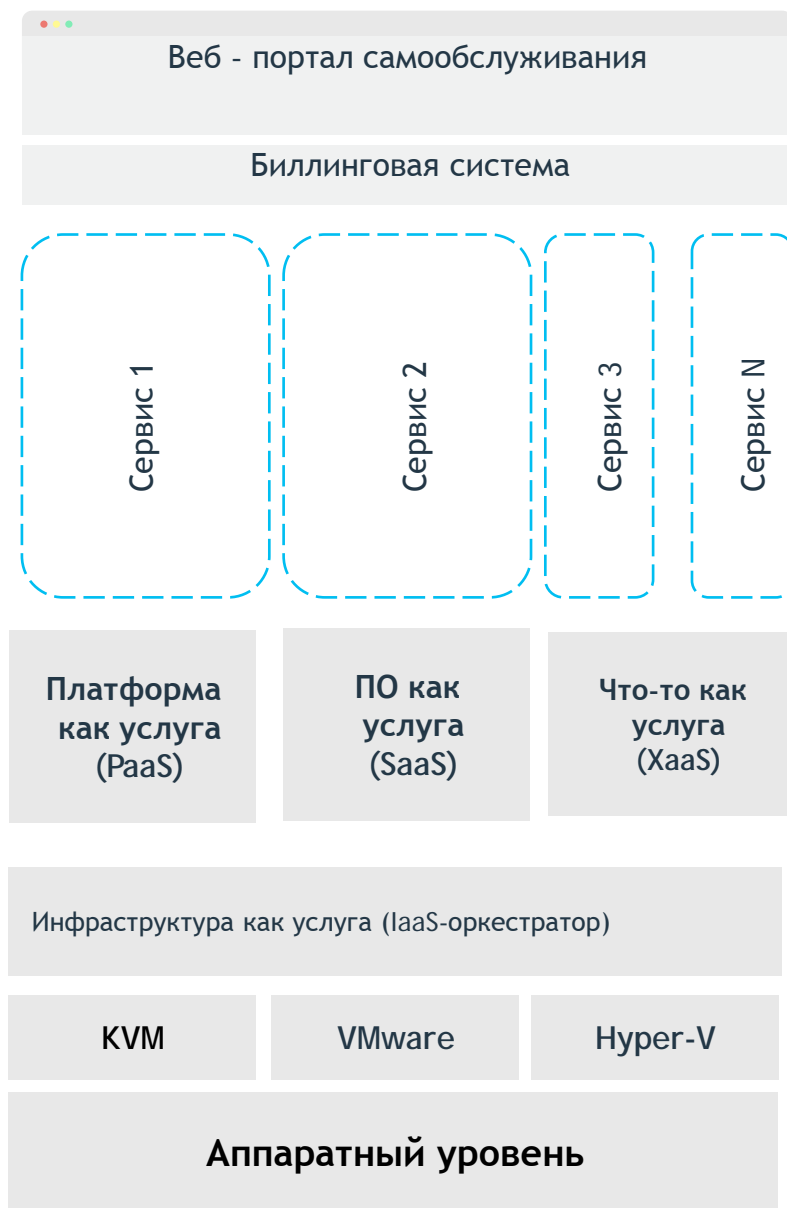 Веб - портал самообслуживания
Биллинговая система
Сервис 1
Сервис 2
Сервис 3
Сервис N
Платформа
как услуга
(PaaS)
ПО как
услуга
(SaaS)
Что-то как
услуга
(XaaS)
Инфраструктура как услуга (IaaS-оркестратор)
KVM
VMware
Hyper-V
Аппаратный уровень